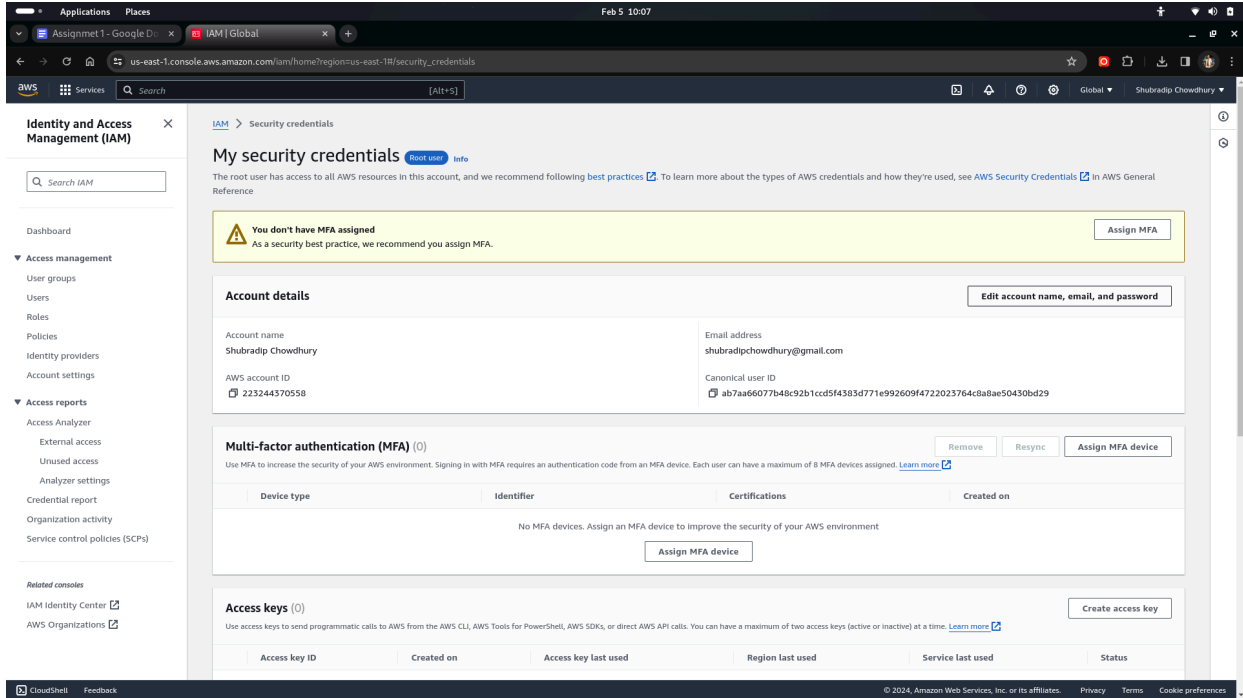 Applications Places Feb 5 10:07
Assignmet 1 - Google Do IAM | Global
us-east-1.console.aws.amazon.com/iam/home?region=us-east-1#/security_credentials
aws Services Search [Alt+S] Global Shubradip Chowdhury
Identity and Access Management (IAM)
Search IAM
Dashboard
Access management
User groups
Users
Roles
Policies
Identity providers
Account settings
Access reports
Access Analyzer
External access
Unused access
Analyzer settings
Credential report
Organization activity
Service control policies (SCPs)
Related consoles
IAM Identity Center
AWS Organizations
IAM > Security credentials
My security credentials Root user Info
The root user has access to all AWS resources in this account, and we recommend following best practices. To learn more about the types of AWS credentials and how they're used, see AWS Security Credentials in AWS General
Reference
You don't have MFA assigned
As a security best practice, we recommend you assign MFA.
Assign MFA
Account details Edit account name, email, and password
Account name
Shubradip Chowdhury
Email address
shubradipchowdhury@gmail.com
AWS account ID
223244370558
Canonical user ID
ab7aa66077b48c92b1ccd5f4383d771e992609f4722023764c8a8ae50430bd29
Multi-factor authentication (MFA) (0) Remove Resync Assign MFA device
Use MFA to increase the security of your AWS environment. Signing in with MFA requires an authentication code from an MFA device. Each user can have a maximum of 8 MFA devices assigned. Learn more
Device type Identifier Certifications Created on
No MFA devices. Assign an MFA device to improve the security of your AWS environment
Assign MFA device
Access keys (0) Create access key
Use access keys to send programmatic calls to AWS from the AWS CLI, AWS Tools for PowerShell, AWS SDKs, or direct AWS API calls. You can have a maximum of two access keys (active or inactive) at a time. Learn more
Access key ID Created on Access key last used Region last used Service last used Status
CloudShell Feedback © 2024, Amazon Web Services, Inc. or its affiliates. Privacy Terms Cookie preferences